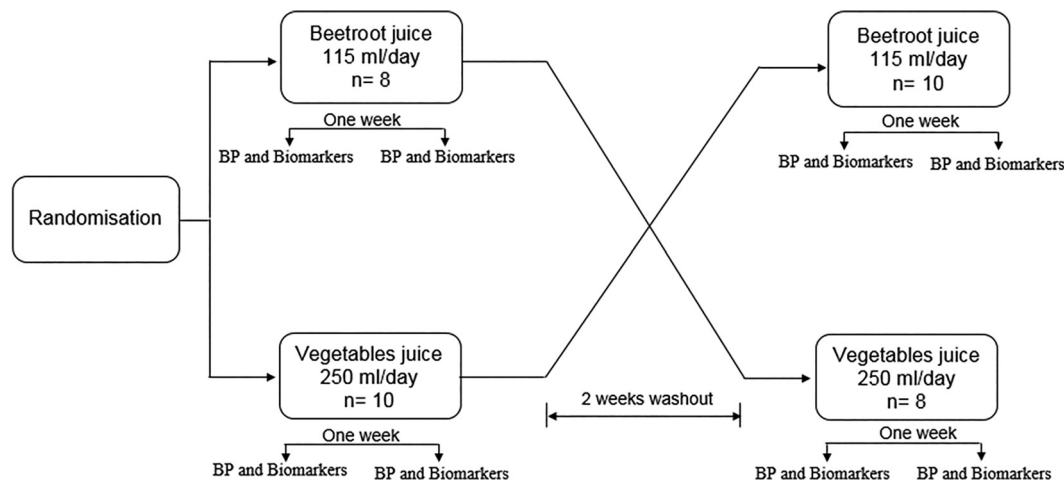 Randomisation
Beetroot juice
115 ml/day
n= 8
One week
BP and Biomarkers
BP and Biomarkers
Vegetables juice
250 ml/day
n= 10
One week
BP and Biomarkers
BP and Biomarkers
2 weeks washout
Beetroot juice
115 ml/day
n= 10
One week
BP and Biomarkers
BP and Biomarkers
Vegetables juice
250 ml/day
n= 8
One week
BP and Biomarkers
BP and Biomarkers